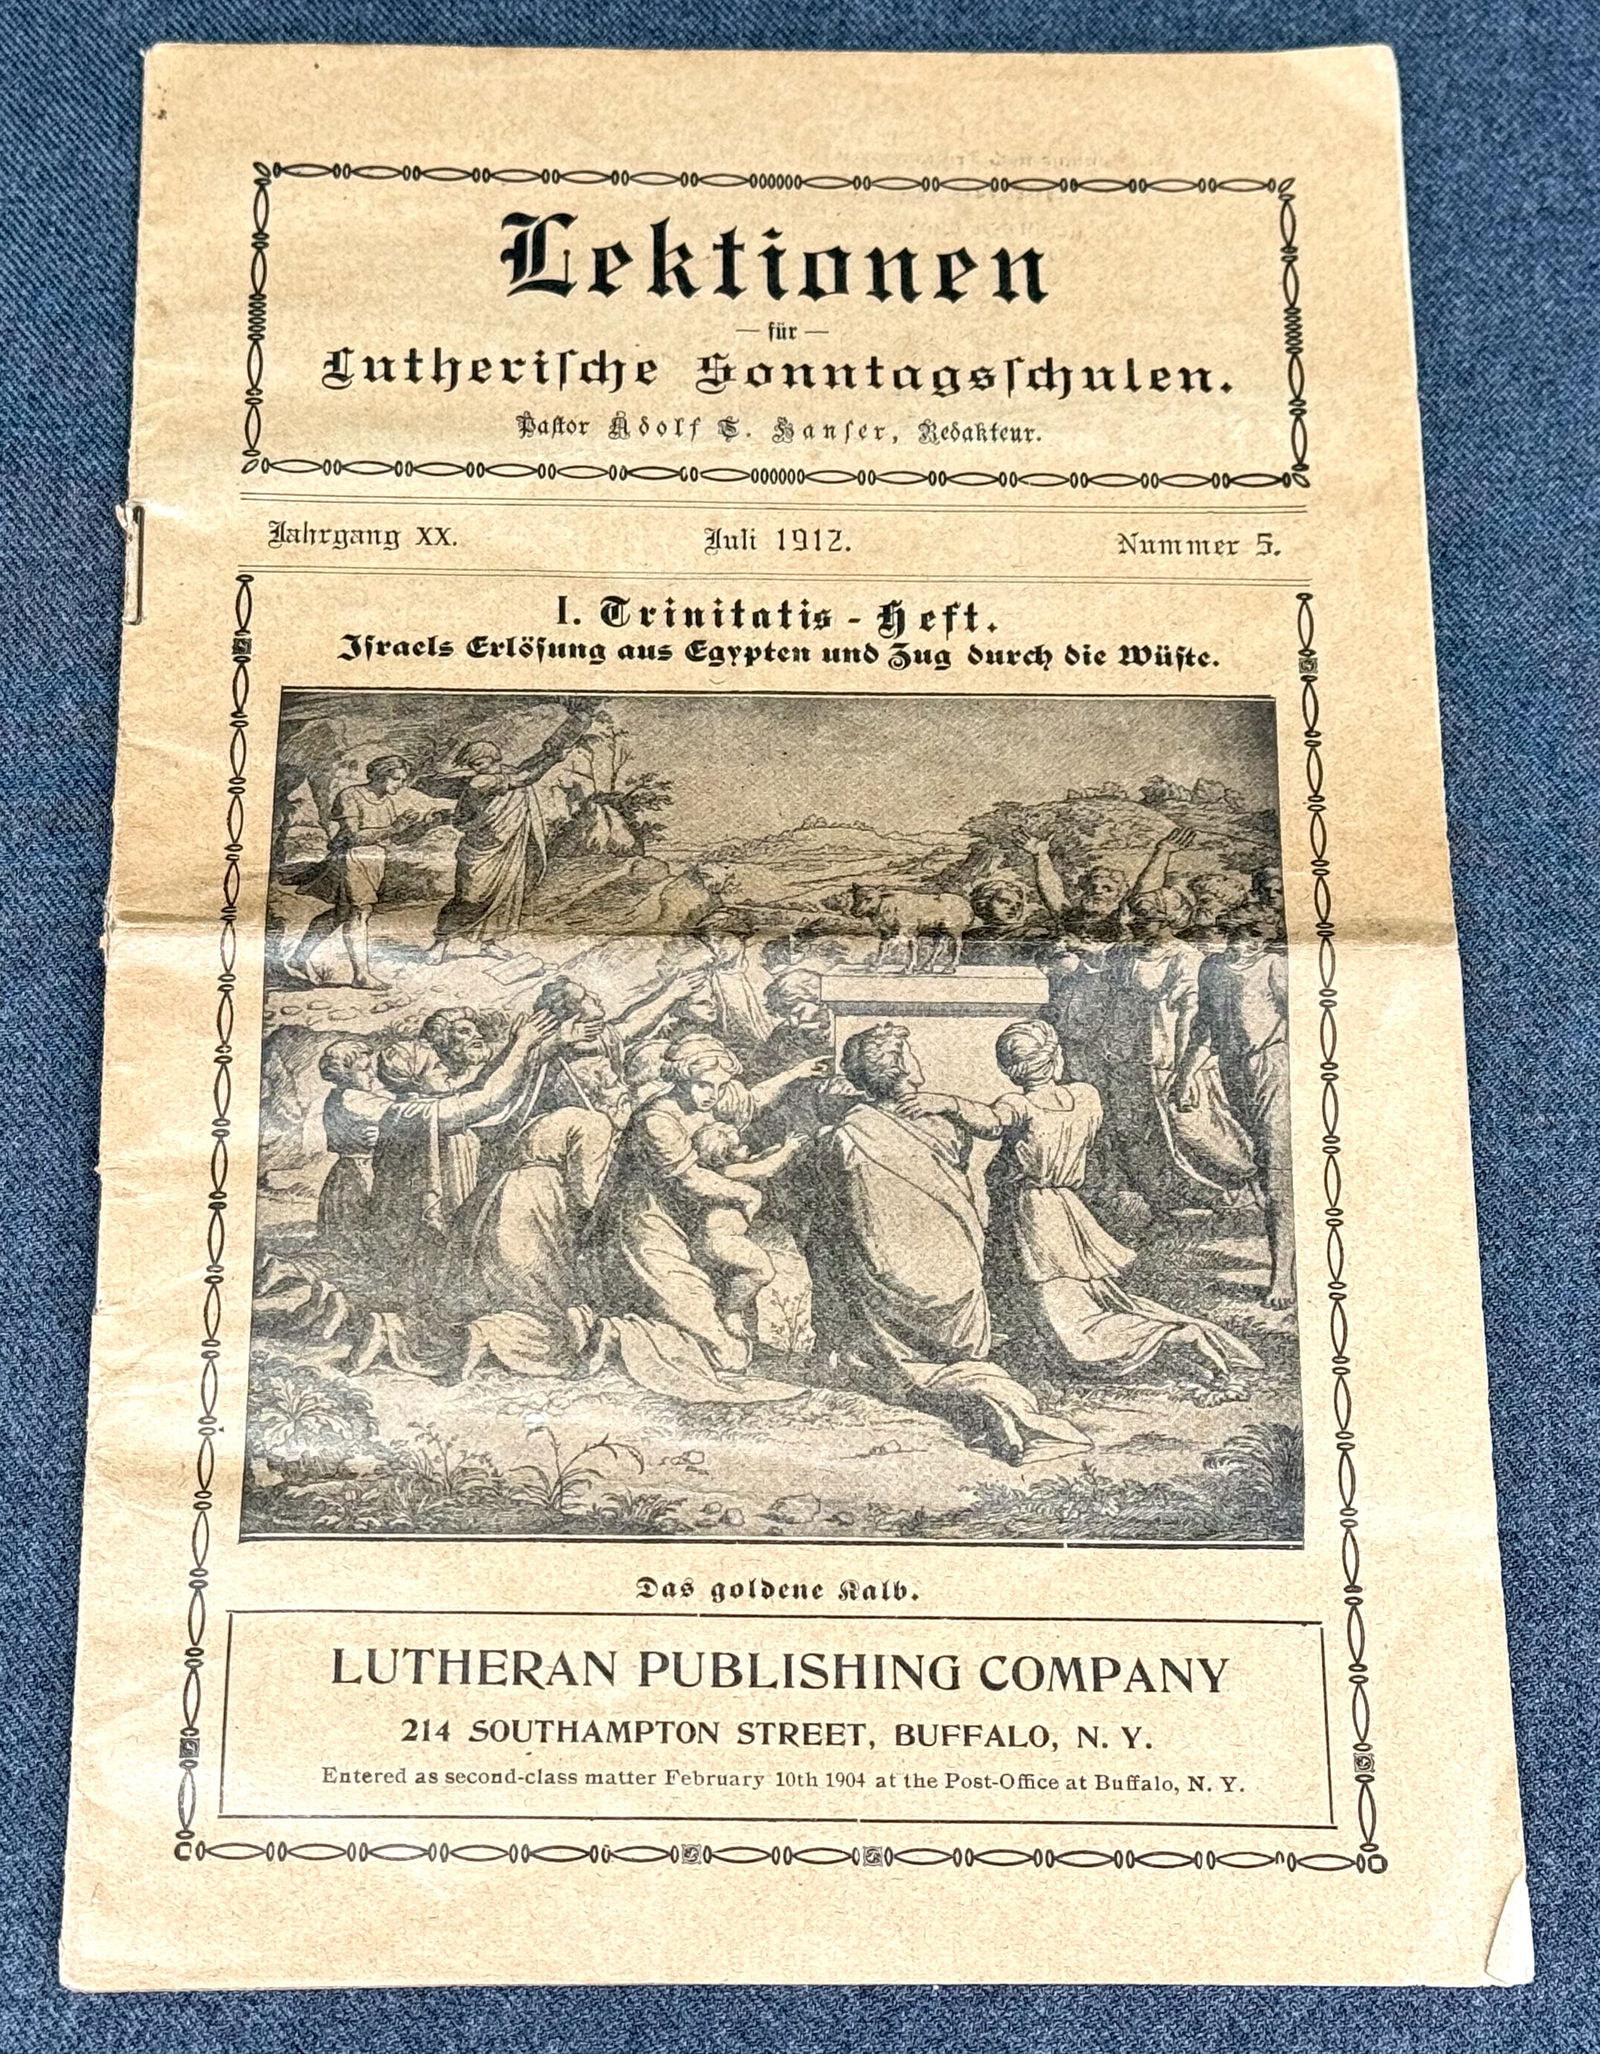 Lektionen
— für —
Lutheriſche Sonntagsſchulen.
Paſtor Adolf T. Hanſer, Redakteur.
Jahrgang XX. Juli 1912. Nummer 5.
I. Trinitatis - Heft.
Iſraels Erlöſung aus Egypten und Zug durch die Wüſte.
Das goldene Kalb.
LUTHERAN PUBLISHING COMPANY
214 SOUTHAMPTON STREET, BUFFALO, N. Y.
Entered as second-class matter February 10th 1904 at the Post-Office at Buffalo, N. Y.